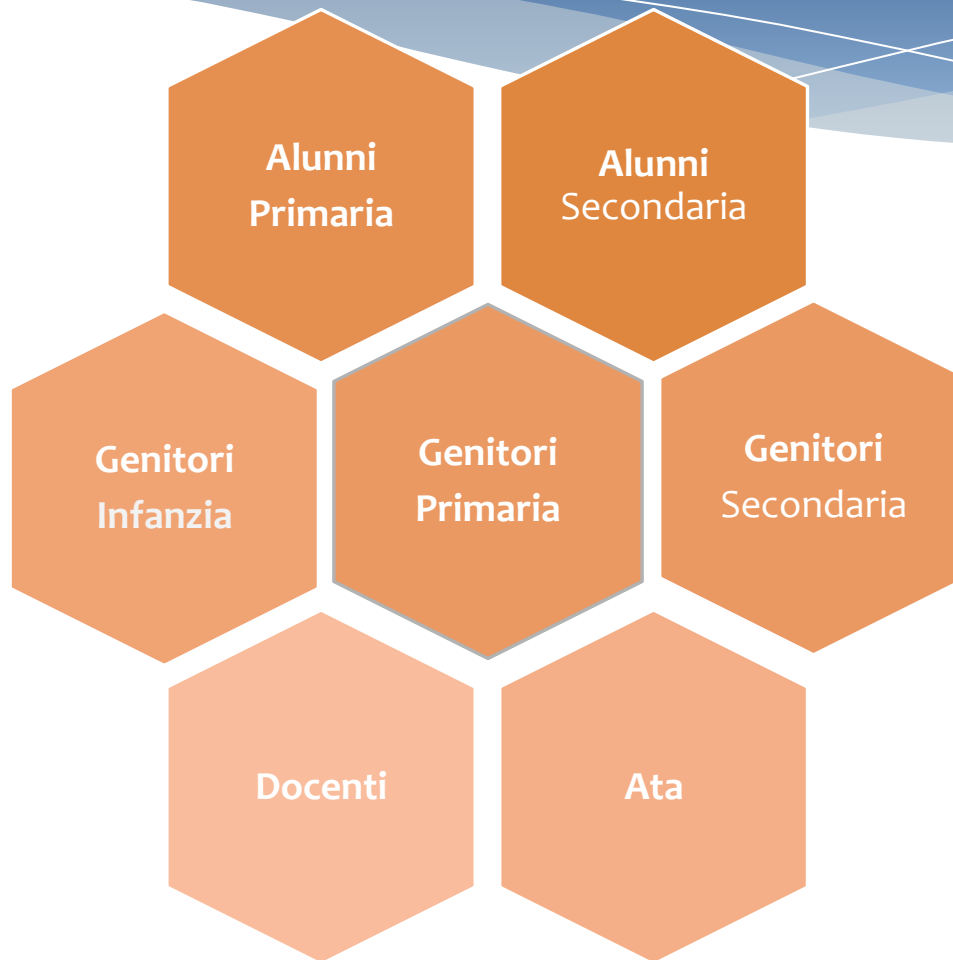 Alunni
Primaria
Alunni
Secondaria
Genitori
Infanzia
Genitori
Primaria
Genitori
Secondaria
Docenti
Ata